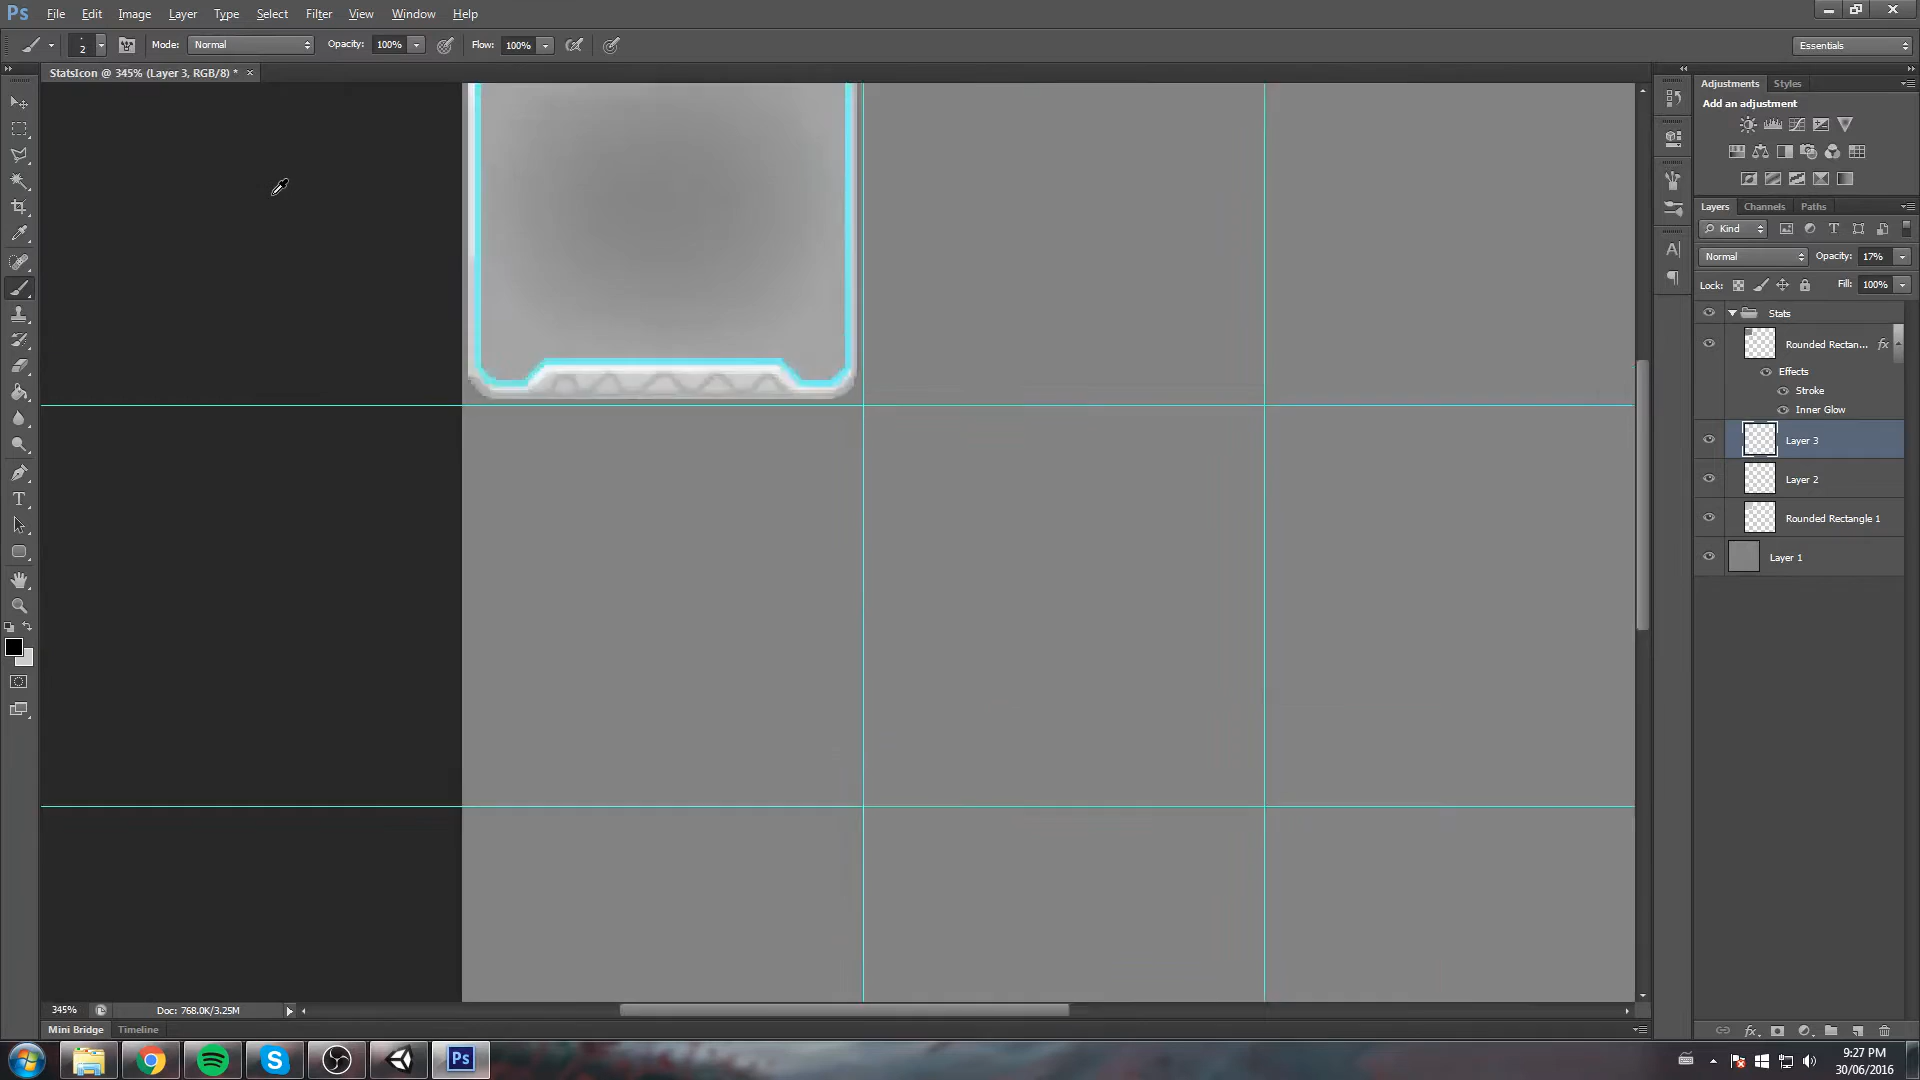 Ps File Edit Image Layer Type Select Filter View Window Help
2 Mode: Normal Opacity: 100% Flow: 100% Essentials
StatsIcon @ 345% (Layer 3, RGB/8) * ×
Adjustments Styles
Add an adjustment
Layers Channels Paths
Kind
Normal Opacity: 17%
Lock: Fill: 100%
Stats
Rounded Rectan... fx
Effects
Stroke
Inner Glow
Layer 3
Layer 2
Rounded Rectangle 1
Layer 1
345% Doc: 768.0K/3.25M
Mini Bridge Timeline
9:27 PM
30/06/2016